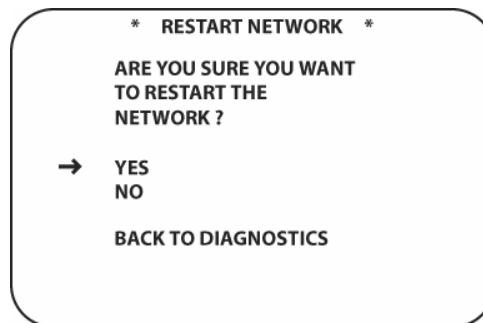 * RESTART NETWORK *
ARE YOU SURE YOU WANT
TO RESTART THE
NETWORK ?
→ YES
NO
BACK TO DIAGNOSTICS